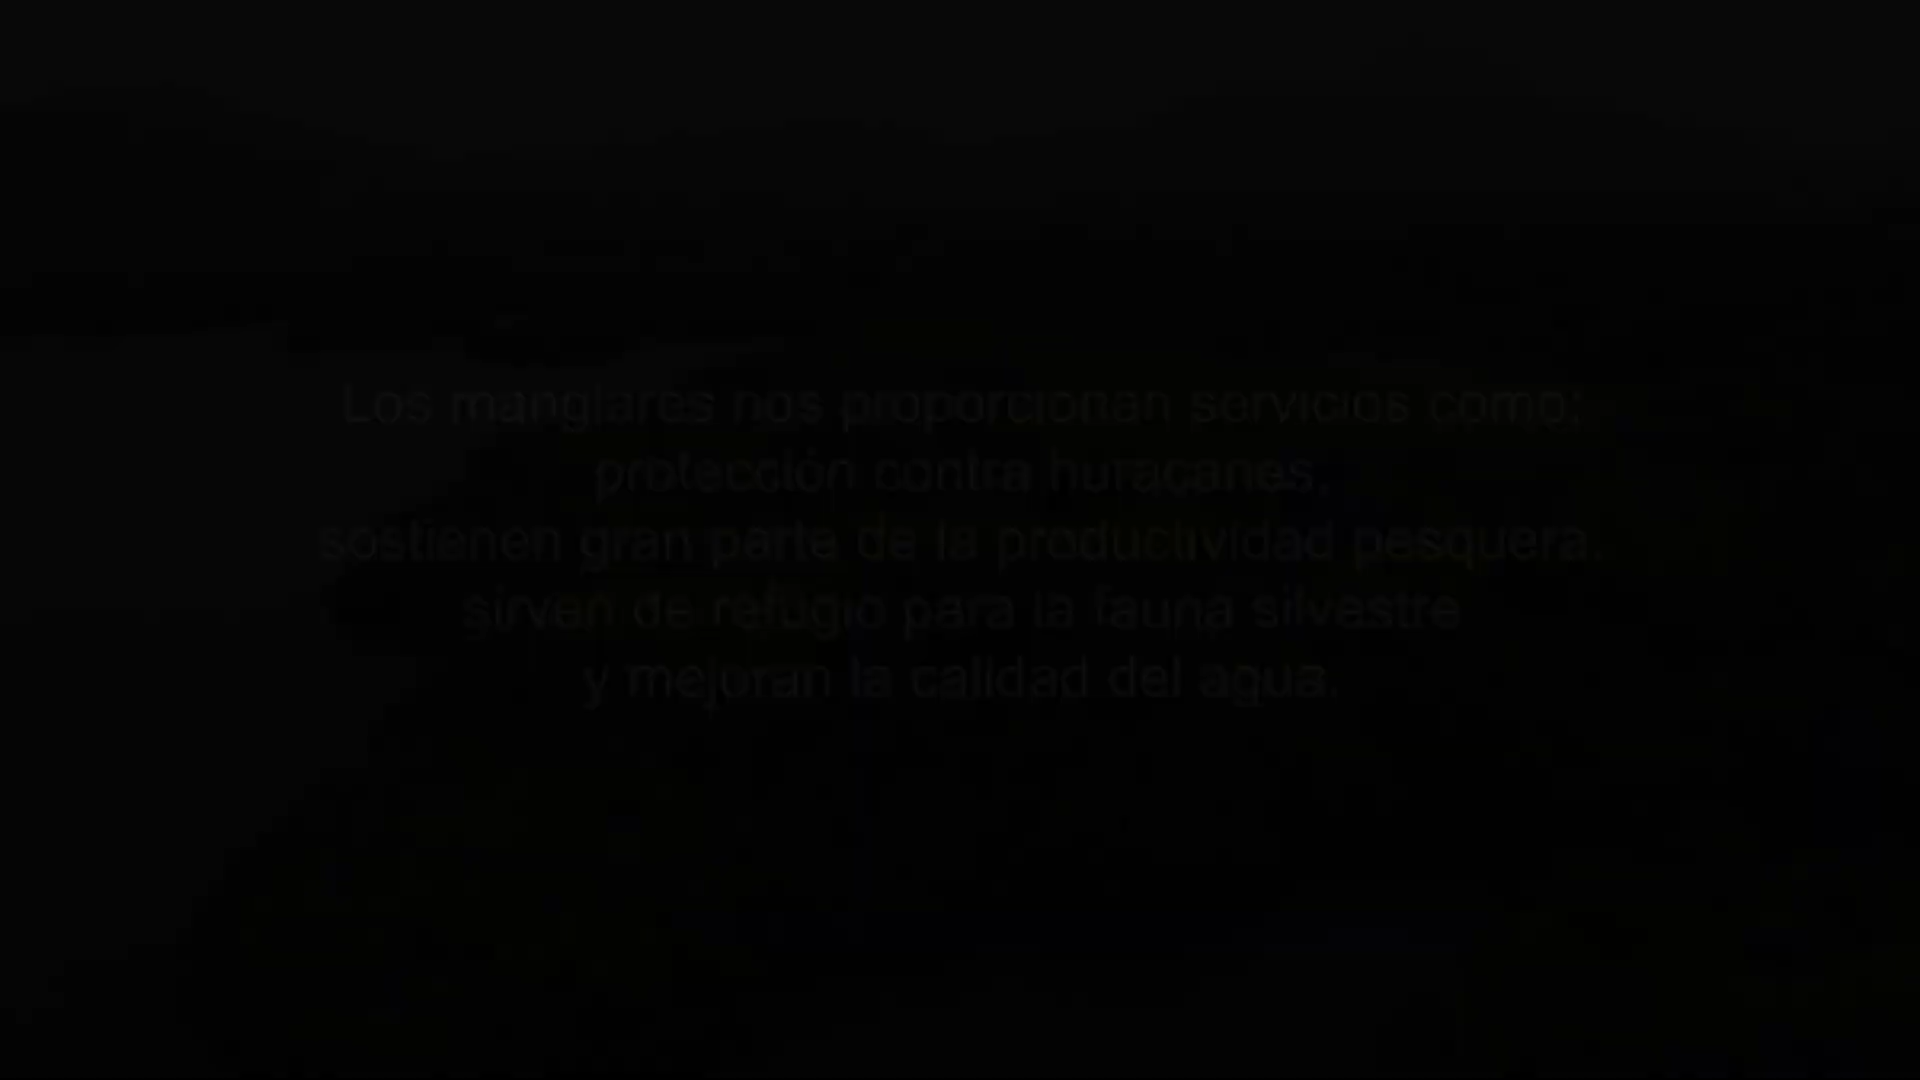 Los manglares nos proporcionan servicios como:
protección contra huracanes,
sostienen gran parte de la productividad pesquera,
sirven de refugio para la fauna silvestre
y mejoran la calidad del agua.